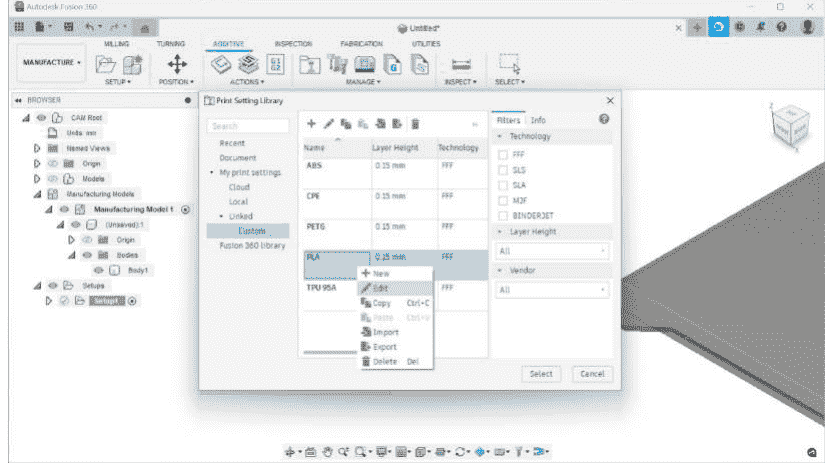 Autodesk Fusion 360
Untitled*
MILLING TURNING ADDITIVE INSPECTION FABRICATION UTILITIES
MANUFACTURE
G1
G2
G
SETUP POSITION ACTIONS MANAGE INSPECT SELECT
BROWSER
CAM Root
Units: mm
Named Views
Origin
Models
Manufacturing Models
Manufacturing Model 1
(Unsaved):1
Origin
Bodies
Body1
Setups
Setup1
Print Setting Library
Search
Recent
Document
My print settings
Cloud
Local
Linked
Custom
Fusion 360 library
Name Layer Height Technology
ABS 0.15 mm FFF
CPE 0.15 mm FFF
PETG 0.15 mm FFF
PLA 0.15 mm FFF
TPU 95A FFF
New
Edit
Copy Ctrl+C
Paste Ctrl+V
Import
Export
Delete Del
Filters Info
Technology
FFF
SLS
SLA
MJF
BINDERJET
Layer Height
All
Vendor
All
Select Cancel
Z